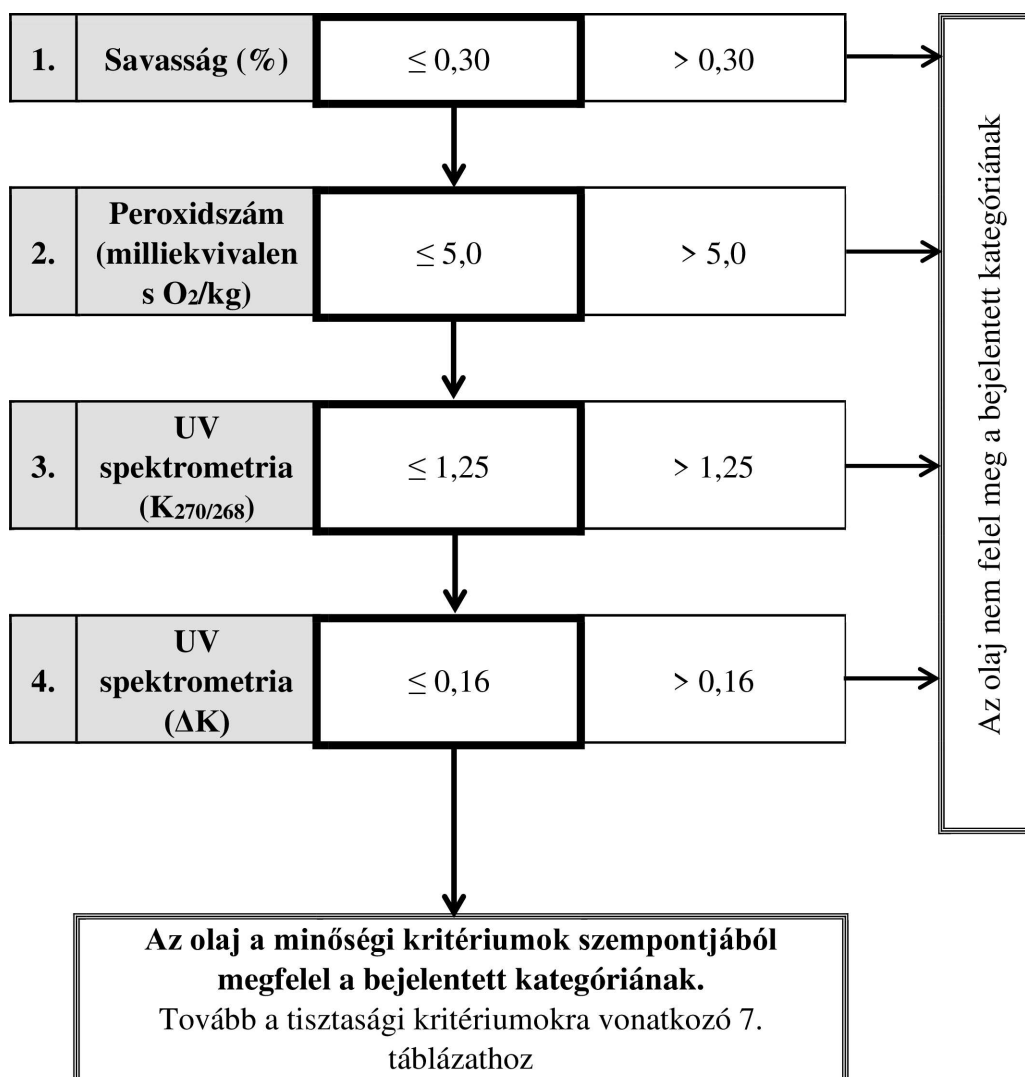 1. Savasság (%) ≤ 0,30 > 0,30
2. Peroxidszám
(milliekvivalen
s O₂/kg) ≤ 5,0 > 5,0
3. UV
spektrometria
(K₂₇₀/₂₆₈) ≤ 1,25 > 1,25
4. UV
spektrometria
(ΔK) ≤ 0,16 > 0,16
Az olaj nem felel meg a bejelentett kategóriának
Az olaj a minőségi kritériumok szempontjából
megfelel a bejelentett kategóriának.
Tovább a tisztasági kritériumokra vonatkozó 7.
táblázathoz